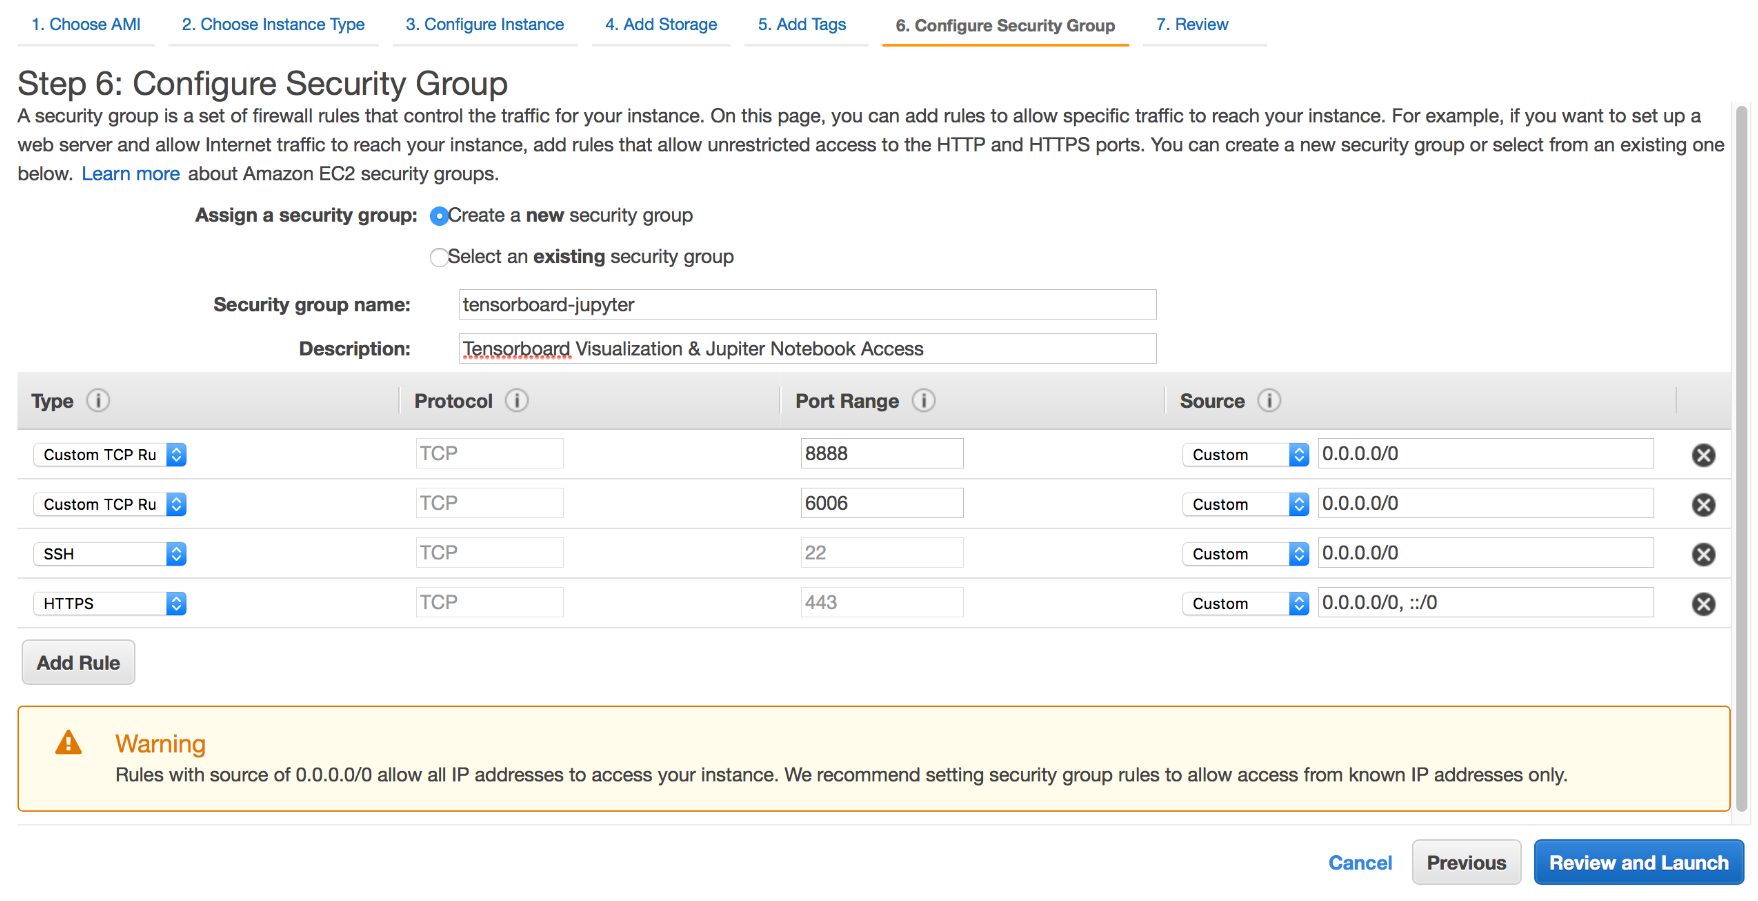 1. Choose AMI 2. Choose Instance Type 3. Configure Instance 4. Add Storage 5. Add Tags 6. Configure Security Group 7. Review
Step 6: Configure Security Group
A security group is a set of firewall rules that control the traffic for your instance. On this page, you can add rules to allow specific traffic to reach your instance. For example, if you want to set up a
web server and allow Internet traffic to reach your instance, add rules that allow unrestricted access to the HTTP and HTTPS ports. You can create a new security group or select from an existing one
below. Learn more about Amazon EC2 security groups.
Assign a security group: Create a new security group
Select an existing security group
Security group name: tensorboard-jupyter
Description: Tensorboard Visualization & Jupiter Notebook Access
Type Protocol Port Range Source
Custom TCP Ru TCP 8888 Custom 0.0.0.0/0
Custom TCP Ru TCP 6006 Custom 0.0.0.0/0
SSH TCP 22 Custom 0.0.0.0/0
HTTPS TCP 443 Custom 0.0.0.0/0, ::/0
Add Rule
Warning
Rules with source of 0.0.0.0/0 allow all IP addresses to access your instance. We recommend setting security group rules to allow access from known IP addresses only.
Cancel Previous Review and Launch